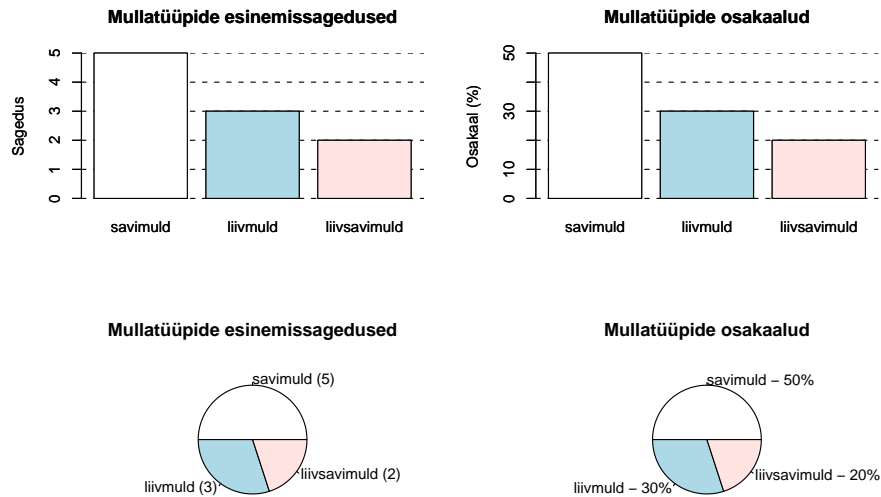 Mullatüüpide esinemissagedused
Sagedus
5
4
3
2
1
0
savimuld
liivmuld
liivsavimuld
Mullatüüpide osakaalud
Osakaal (%)
50
30
10
0
savimuld
liivmuld
liivsavimuld
Mullatüüpide esinemissagedused
savimuld (5)
liivmuld (3)
liivsavimuld (2)
Mullatüüpide osakaalud
savimuld – 50%
liivmuld – 30%
liivsavimuld – 20%